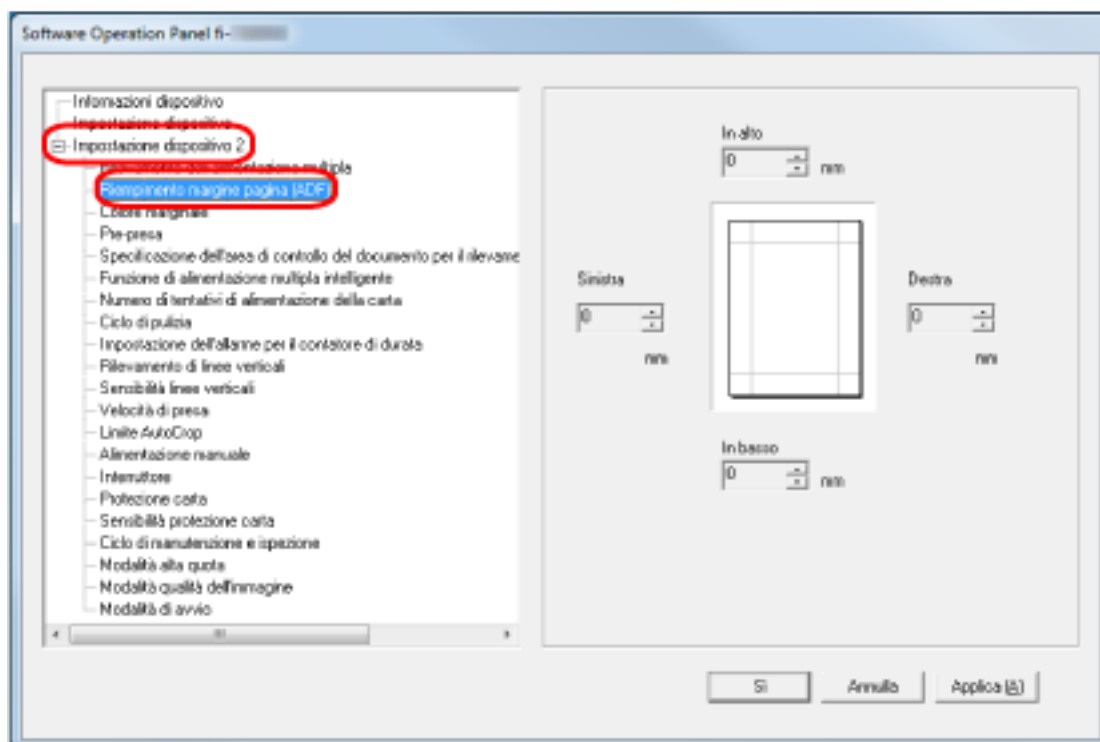 Software Operation Panel fi-
Informazioni dispositivo
Impostazione dispositivo
Impostazione dispositivo 2
multipla
Riempimento margine pagina (ADF)
Colore marginale
Pre-presa
Specificazione dell'area di controllo del documento per il rilevame
Funzione di alimentazione multipla intelligente
Numero di tentativi di alimentazione della carta
Ciclo di pulizia
Impostazione dell'allarme per il contatore di durata
Rilevamento di linee verticali
Sensibilità linee verticali
Velocità di presa
Limite AutoCrop
Alimentazione manuale
Interruttore
Protezione carta
Sensibilità protezione carta
Ciclo di manutenzione e ispezione
Modalità alta quota
Modalità qualità dell'immagine
Modalità di avvio
In alto
0 mm
Sinistra
0
mm
Destra
0
mm
In basso
0 mm
Sì Annulla Applica (A)